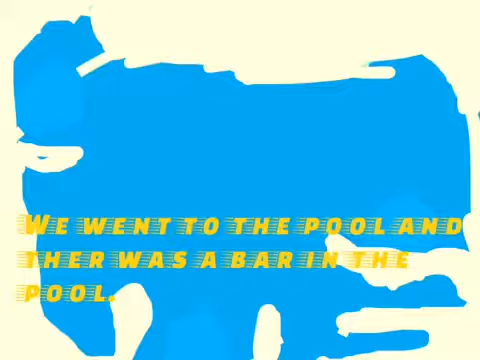 WE WENT TO THE POOL AND
THER WAS A BAR IN THE
POOL.